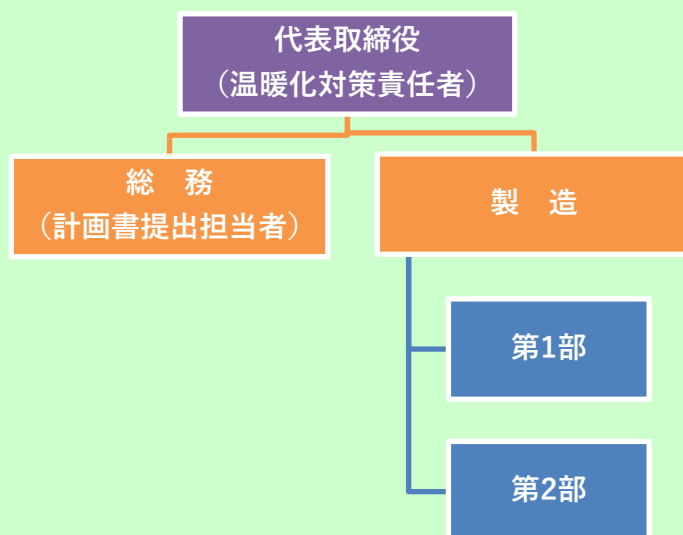 代表取締役
（温暖化対策責任者）
総　務
（計画書提出担当者）
製　造
第1部
第2部